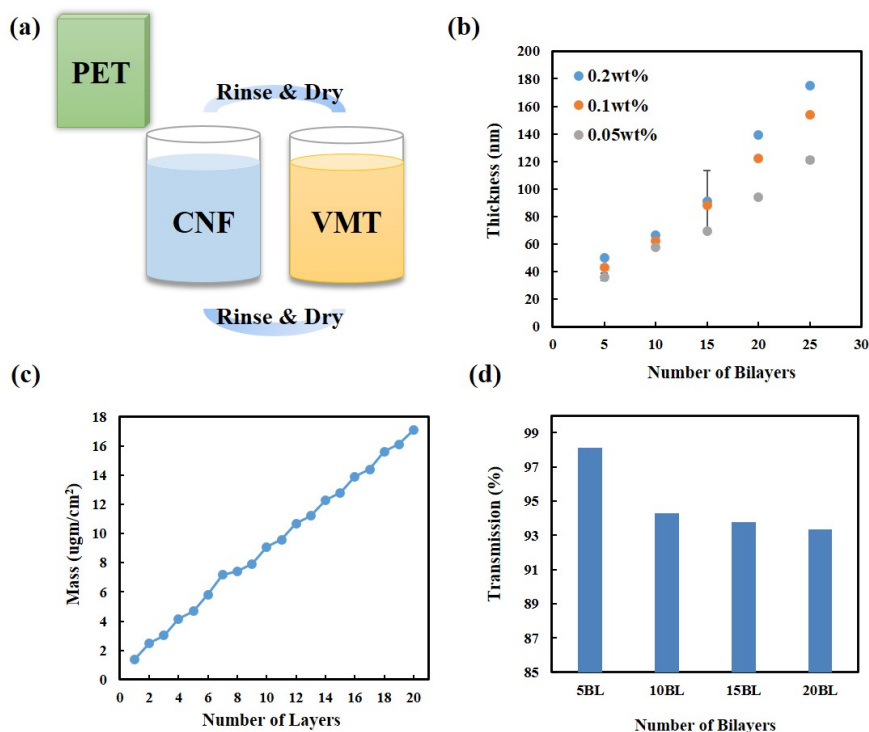 (a)
PET
Rinse & Dry
CNF
VMT
Rinse & Dry
(b)
200
180
160
140
120
100
80
60
40
20
0
Thickness (nm)
0.2wt%
0.1wt%
0.05wt%
0
5
10
15
20
25
30
Number of Bilayers
(c)
18
16
14
12
10
8
6
4
2
0
Mass (ugm/cm²)
0
2
4
6
8
10
12
14
16
18
20
Number of Layers
(d)
99
97
95
93
91
89
87
85
Transmission (%)
5BL
10BL
15BL
20BL
Number of Bilayers